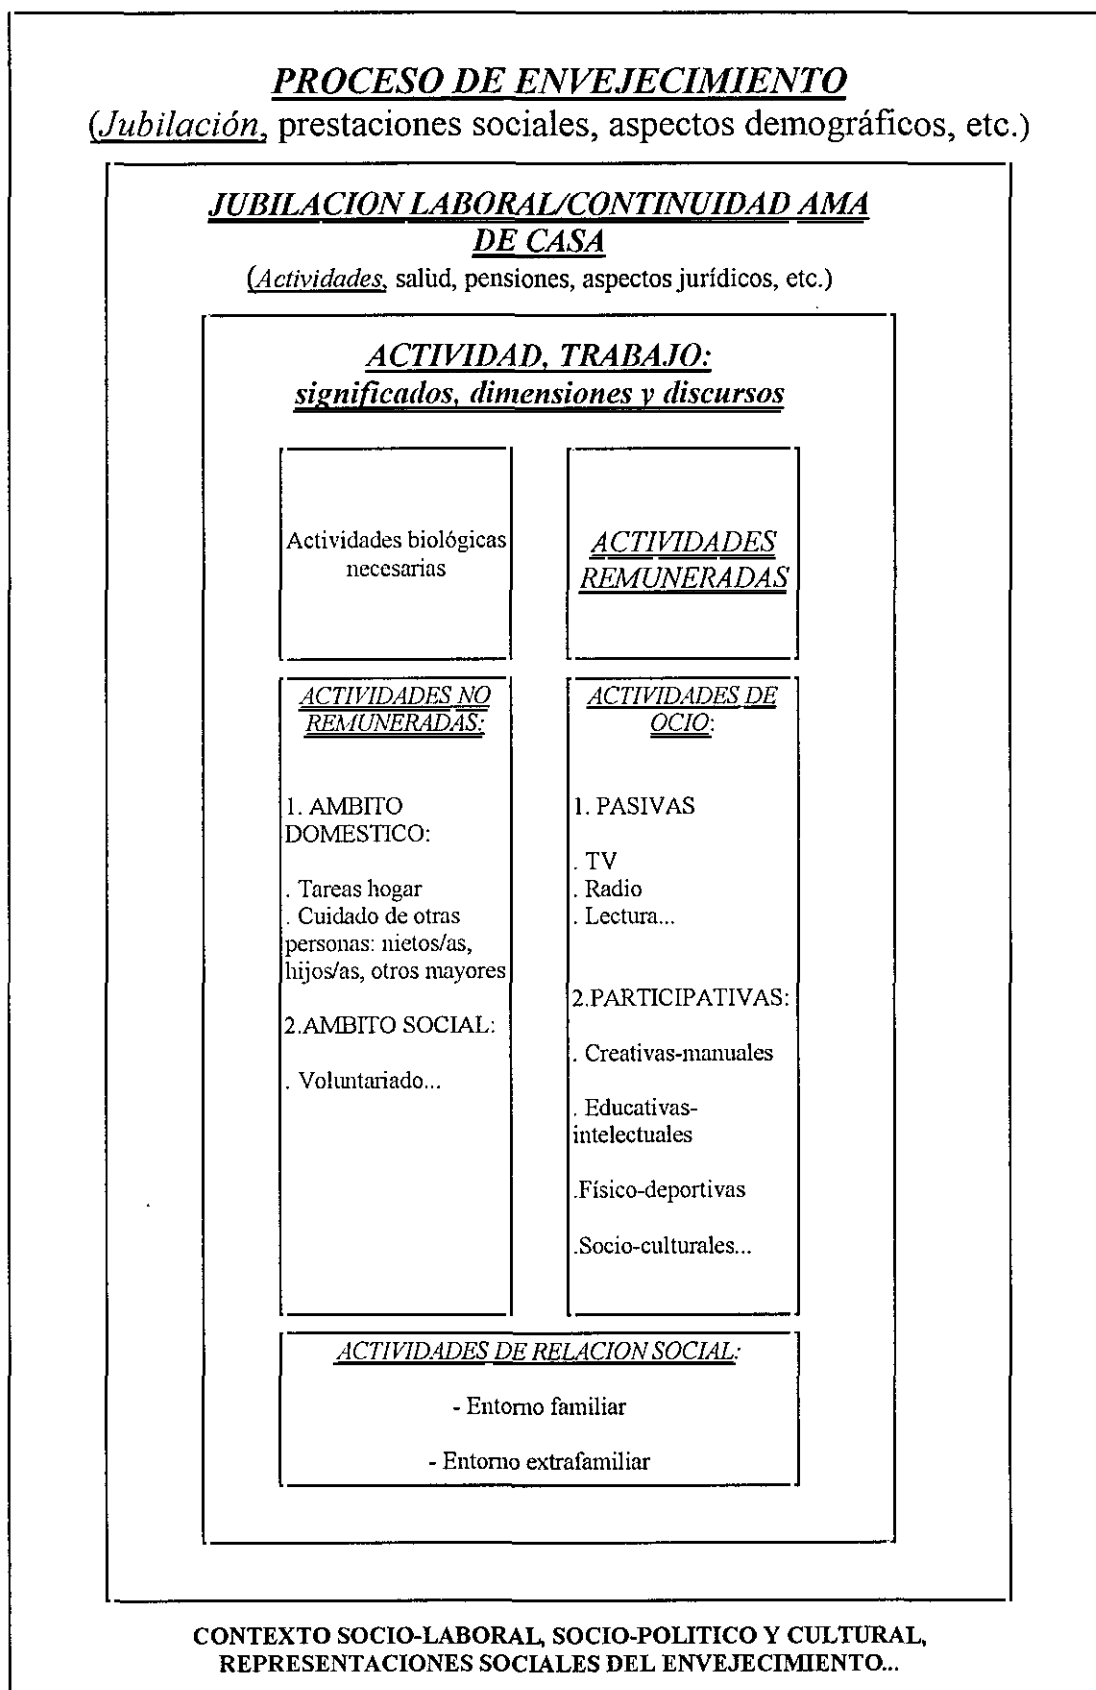 PROCESO DE ENVEJECIMIENTO
(Jubilación, prestaciones sociales, aspectos demográficos, etc.)
JUBILACION LABORAL/CONTINUIDAD AMA
DE CASA
(Actividades, salud, pensiones, aspectos jurídicos, etc.)
ACTIVIDAD, TRABAJO:
significados, dimensiones y discursos
Actividades biológicas
necesarias
ACTIVIDADES
REMUNERADAS
ACTIVIDADES NO
REMUNERADAS:
1. AMBITO
DOMESTICO:
. Tareas hogar
. Cuidado de otras
personas: nietos/as,
hijos/as, otros mayores
2.AMBITO SOCIAL:
. Voluntariado...
ACTIVIDADES DE
OCIO:
1. PASIVAS
. TV
. Radio
. Lectura...
2.PARTICIPATIVAS:
. Creativas-manuales
. Educativas-
intelectuales
.Físico-deportivas
.Socio-culturales...
ACTIVIDADES DE RELACION SOCIAL:
- Entorno familiar
- Entorno extrafamiliar
CONTEXTO SOCIO-LABORAL, SOCIO-POLITICO Y CULTURAL,
REPRESENTACIONES SOCIALES DEL ENVEJECIMIENTO...